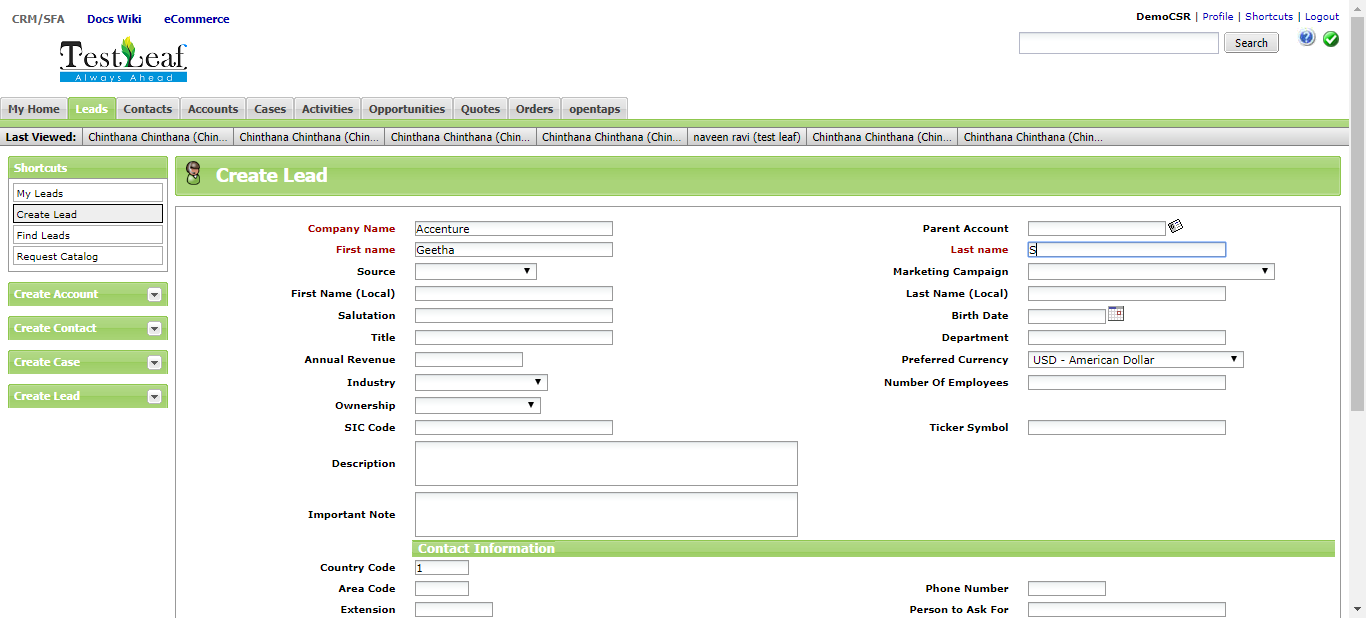 CRM/SFA Docs Wiki eCommerce
DemoCSR | Profile | Shortcuts | Logout
TestLeaf
Always Ahead
Search
My Home Leads Contacts Accounts Cases Activities Opportunities Quotes Orders opentaps
Last Viewed: Chinthana Chinthana (Chin... Chinthana Chinthana (Chin... Chinthana Chinthana (Chin... Chinthana Chinthana (Chin... naveen ravi (test leaf) Chinthana Chinthana (Chin... Chinthana Chinthana (Chin...
Shortcuts
My Leads
Create Lead
Find Leads
Request Catalog
Create Account
Create Contact
Create Case
Create Lead
Create Lead
Company Name Accenture Parent Account
First name Geetha Last name S
Source Marketing Campaign
First Name (Local) Last Name (Local)
Salutation Birth Date
Title Department
Annual Revenue Preferred Currency USD - American Dollar
Industry Number Of Employees
Ownership
SIC Code Ticker Symbol
Description
Important Note
Contact Information
Country Code 1
Area Code Phone Number
Extension Person to Ask For